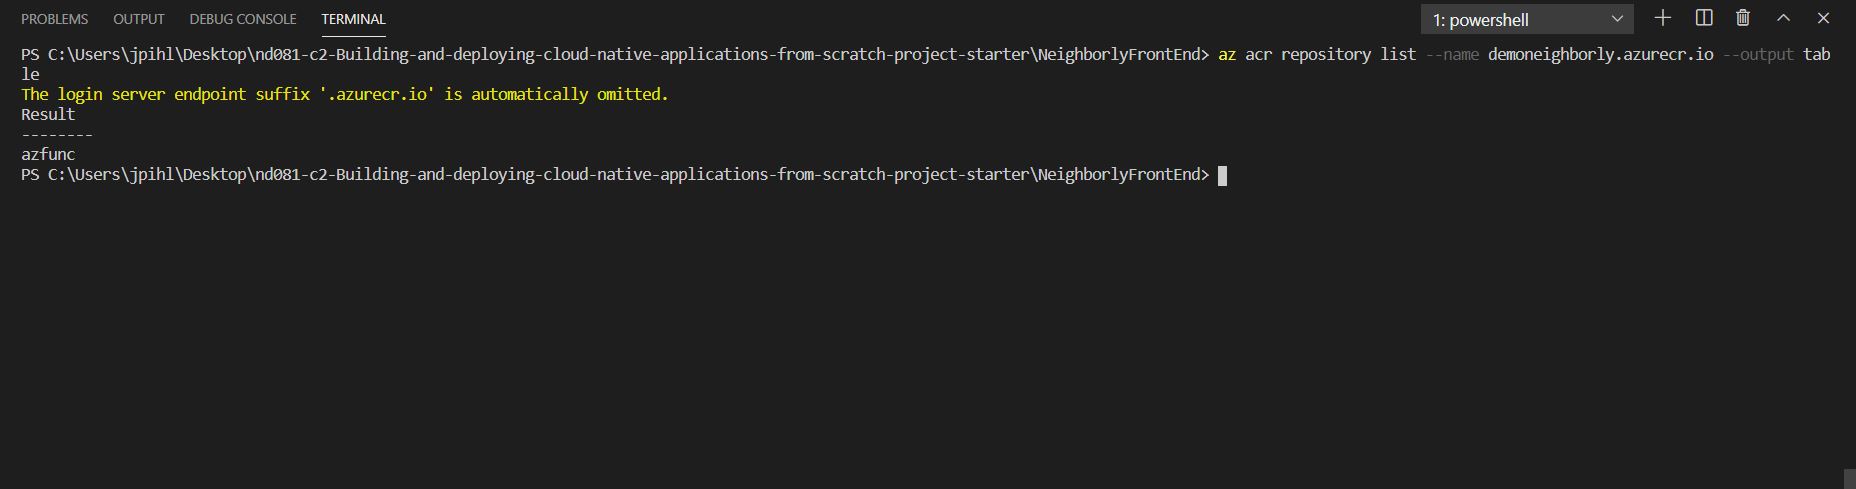 PROBLEMS OUTPUT DEBUG CONSOLE TERMINAL 1: powershell
PS C:\Users\jpihl\Desktop\nd081-c2-Building-and-deploying-cloud-native-applications-from-scratch-project-starter\NeighborlyFrontEnd> az acr repository list --name demoneighborly.azurecr.io --output tab
le
The login server endpoint suffix '.azurecr.io' is automatically omitted.
Result
--------
azfunc
PS C:\Users\jpihl\Desktop\nd081-c2-Building-and-deploying-cloud-native-applications-from-scratch-project-starter\NeighborlyFrontEnd>